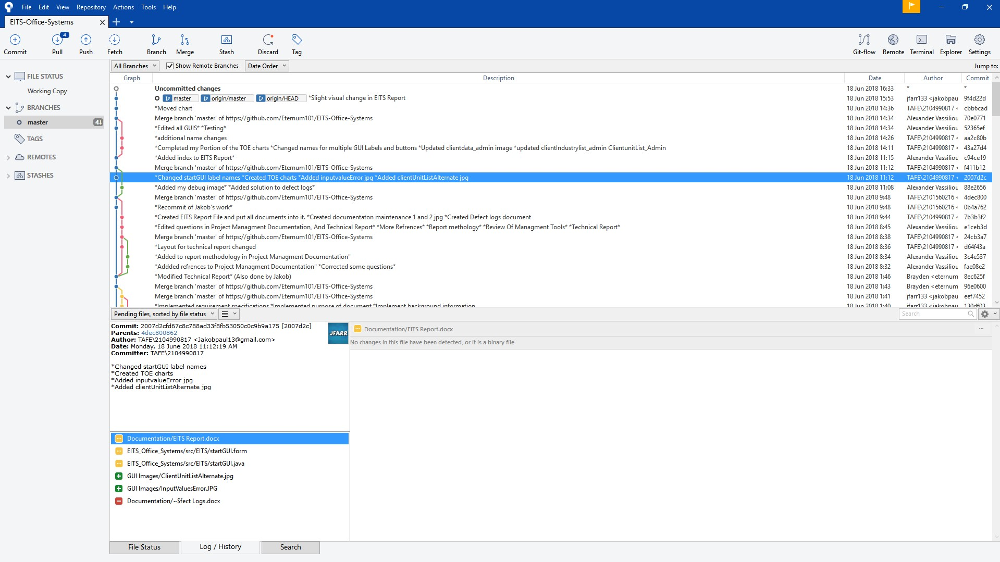 File Edit View Repository Actions Tools Help
EITS-Office-Systems
4
Commit Pull Push Fetch Branch Merge Stash Discard Tag Git-flow Remote Terminal Explorer Settings
All Branches Show Remote Branches Date Order Jump to:
FILE STATUS
Working Copy
BRANCHES
master 4
TAGS
REMOTES
STASHES
Graph Description Date Author Commit
Uncommitted changes 18 Jun 2018 16:33 * *
master origin/master origin/HEAD *Slight visual change in EITS Report 18 Jun 2018 15:53 jfarr133 <jakobpau 9f4d22d
*Moved chart 18 Jun 2018 14:36 TAFE\2104990817 < cbb6cad
Merge branch 'master' of https://github.com/Eternum101/EITS-Office-Systems 18 Jun 2018 14:34 Alexander Vassiliou 70e0771
*Edited all GUIS* *Testing* 18 Jun 2018 14:34 Alexander Vassiliou 52365ef
*additional name changes 18 Jun 2018 14:26 TAFE\2104990817 < aa2c80b
*Completed my Portion of the TOE charts *Changed names for multiple GUI Labels and buttons *Updated clientdata_admin image *updated clientIndustrylist_admin ClientunitList_Admin 18 Jun 2018 14:11 TAFE\2104990817 < 43a27d4
*Added index to EITS Report* 18 Jun 2018 11:15 Alexander Vassiliou c94ce19
Merge branch 'master' of https://github.com/Eternum101/EITS-Office-Systems 18 Jun 2018 11:12 TAFE\2104990817 < f411b12
*Changed startGUI label names *Created TOE charts *Added inputvalueError jpg *Added clientUnitListAlternate jpg 18 Jun 2018 11:12 TAFE\2104990817 < 2007d2c
*Added my debug image* *Added solution to defect logs* 18 Jun 2018 11:08 Alexander Vassiliou 88e2656
Merge branch 'master' of https://github.com/Eternum101/EITS-Office-Systems 18 Jun 2018 9:48 TAFE\2101560216 < 4dec800
*Recommit of Jakob's work* 18 Jun 2018 9:48 TAFE\2101560216 < 0b4a762
*Created EITS Report File and put all documents into it. *Created documentaton maintenance 1 and 2 jpg *Created Defect logs document 18 Jun 2018 9:44 TAFE\2104990817 < 7b3b3f2
*Edited questions in Project Managment Documentation, And Technical Report* *More Refrences* *Report methology* *Review Of Managment Tools* *Technical Report* 18 Jun 2018 8:45 Alexander Vassiliou e1ceb3d
Merge branch 'master' of https://github.com/Eternum101/EITS-Office-Systems 18 Jun 2018 8:38 TAFE\2104990817 < 24cb3a7
*Layout for technical report changed 18 Jun 2018 8:36 TAFE\2104990817 < d64f43a
*Added to report methodology in Project Managment Documentation" 18 Jun 2018 8:34 Alexander Vassiliou 3c4e537
*Addded refrences to Project Managment Documentation" *Corrected some questions* 18 Jun 2018 8:32 Alexander Vassiliou fae08e2
*Modified Technical Report* (Also done by Jakob) 18 Jun 2018 1:46 Brayden <eternum 8ec625f
Merge branch 'master' of https://github.com/Eternum101/EITS-Office-Systems 18 Jun 2018 1:43 Brayden <eternum 96e0600
Merge branch 'master' of https://github.com/Eternum101/EITS-Office-Systems 18 Jun 2018 1:41 jfarr133 <jakobpau eef7452
*Implemented requirement specifications *Implemented purpose of document *Implement background information 18 Jun 2018 1:40 jfarr133 <jakobpau 130df03
Pending files, sorted by file status Search
Commit: 2007d2cfd67c8c788ad33f8fb53050c0c9b9a175 [2007d2c]
Parents: 4dec800862
Author: TAFE\2104990817 <Jakobpaul13@gmail.com>
Date: Monday, 18 June 2018 11:12:19 AM
Committer: TAFE\2104990817
JFARR
*Changed startGUI label names
*Created TOE charts
*Added inputvalueError jpg
*Added clientUnitListAlternate jpg
Documentation/EITS Report.docx
No changes in this file have been detected, or it is a binary file
Documentation/EITS Report.docx
EITS_Office_Systems/src/EITS/startGUI.form
EITS_Office_Systems/src/EITS/startGUI.java
GUI Images/ClientUnitListAlternate.jpg
GUI Images/InputValuesError.JPG
Documentation/~$fect Logs.docx
File Status Log / History Search